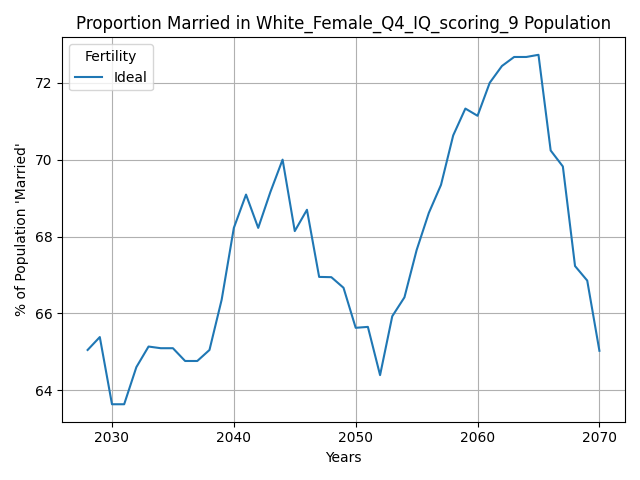 Proportion Married in White_Female_Q4_IQ_scoring_9 Population
Fertility
Ideal
% of Population 'Married'
72
70
68
66
64
2030 2040 2050 2060 2070
Years